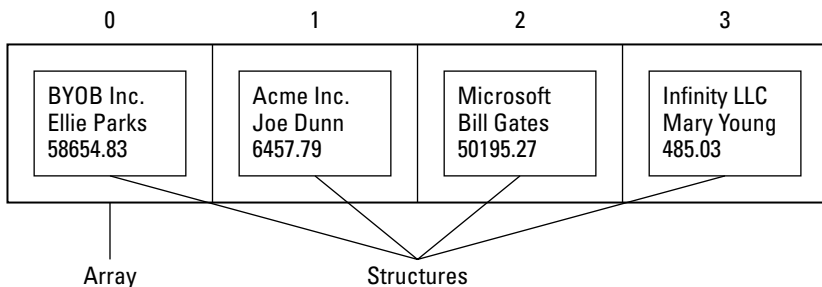 0 1 2 3
BYOB Inc.
Ellie Parks
58654.83
Acme Inc.
Joe Dunn
6457.79
Microsoft
Bill Gates
50195.27
Infinity LLC
Mary Young
485.03
Array Structures